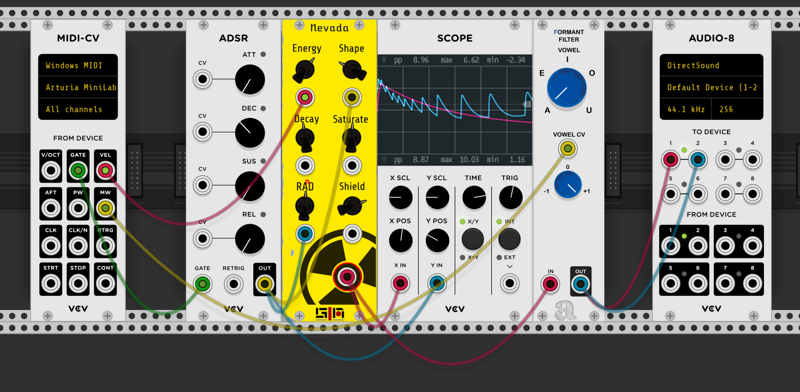 MIDI-CV
Windows MIDI
Arturia MiniLab
All channels
FROM DEVICE
V/OCT GATE VEL
AFT PW MW
CLK CLK/N RTRG
STRT STOP CONT
VCV
ADSR
ATT
CV
DEC
CV
SUS
CV
REL
CV
GATE RETRIG OUT
VCV
Nevada
Energy Shape
Decay Saturate
RAD Shield
SCOPE
X pp 8.96 max 6.62 min -2.34
pp 8.87 max 10.03 min 1.16
X SCL Y SCL TIME TRIG
X POS Y POS X/Y INT
X×Y EXT
X IN Y IN
VCV
FORMANT
FILTER
VOWEL
I
E O
A U
VOWEL CV
0
-1 +1
IN OUT
a
AUDIO-8
DirectSound
Default Device (1-2
44.1 kHz 256
TO DEVICE
1 2 3 4
5 6 7 8
FROM DEVICE
1 2 3 4
5 6 7 8
VCV